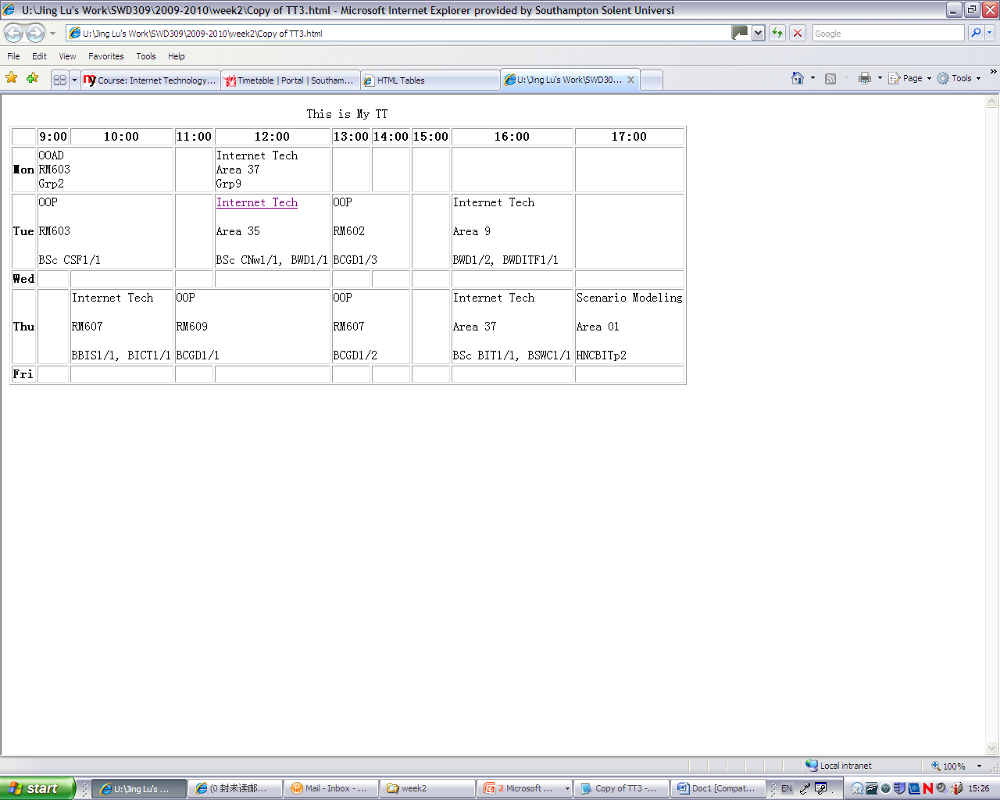 U:\Jing Lu's Work\SWD309\2009-2010\week2\Copy of TT3.html - Microsoft Internet Explorer provided by Southampton Solent Universi
U:\Jing Lu's Work\SWD309\2009-2010\week2\Copy of TT3.html
Google
File Edit View Favorites Tools Help
Course: Internet Technology... Timetable | Portal | Southam... HTML Tables U:\Jing Lu's Work\SWD30... Page Tools
This is My TT
9:00 10:00 11:00 12:00 13:00 14:00 15:00 16:00 17:00
Mon
OOAD
RM603
Grp2
Internet Tech
Area 37
Grp9
Tue
OOP
RM603
BSc CSF1/1
Internet Tech
Area 35
BSc CNw1/1, BWD1/1
OOP
RM602
BCGD1/3
Internet Tech
Area 9
BWD1/2, BWDITF1/1
Wed
Thu
Internet Tech
RM607
BBIS1/1, BICT1/1
OOP
RM609
BCGD1/1
OOP
RM607
BCGD1/2
Internet Tech
Area 37
BSc BIT1/1, BSWC1/1
Scenario Modeling
Area 01
HNCBITp2
Fri
Local intranet 100%
start U:\Jing Lu's ... (0 封未读邮... Mail - Inbox - ... week2 2 Microsoft ... Copy of TT3 -... Doc1 [Compat... EN 15:26